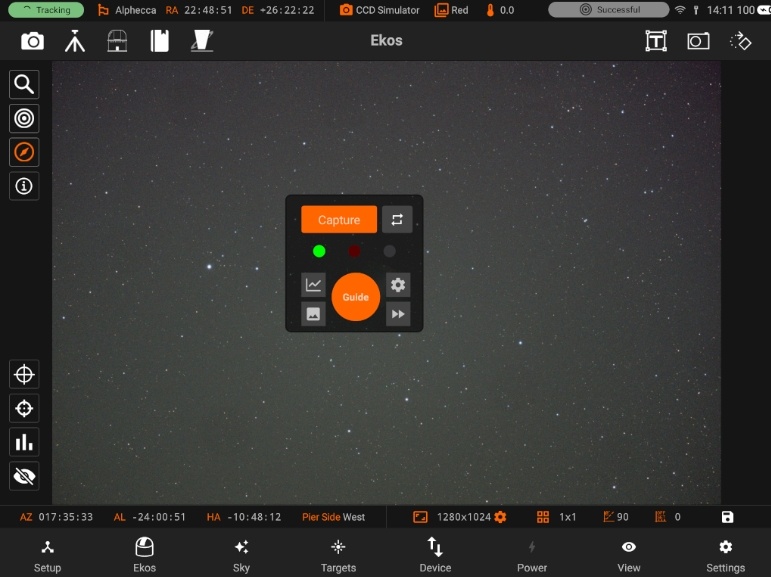 Tracking Alphecca RA 22:48:51 DE +26:22:22 CCD Simulator Red 0.0 Successful 14:11 100
Ekos
Capture
Guide
AZ 017:35:33 AL -24:00:51 HA -10:48:12 Pier Side West 1280x1024 1x1 90 0
Setup Ekos Sky Targets Device Power View Settings